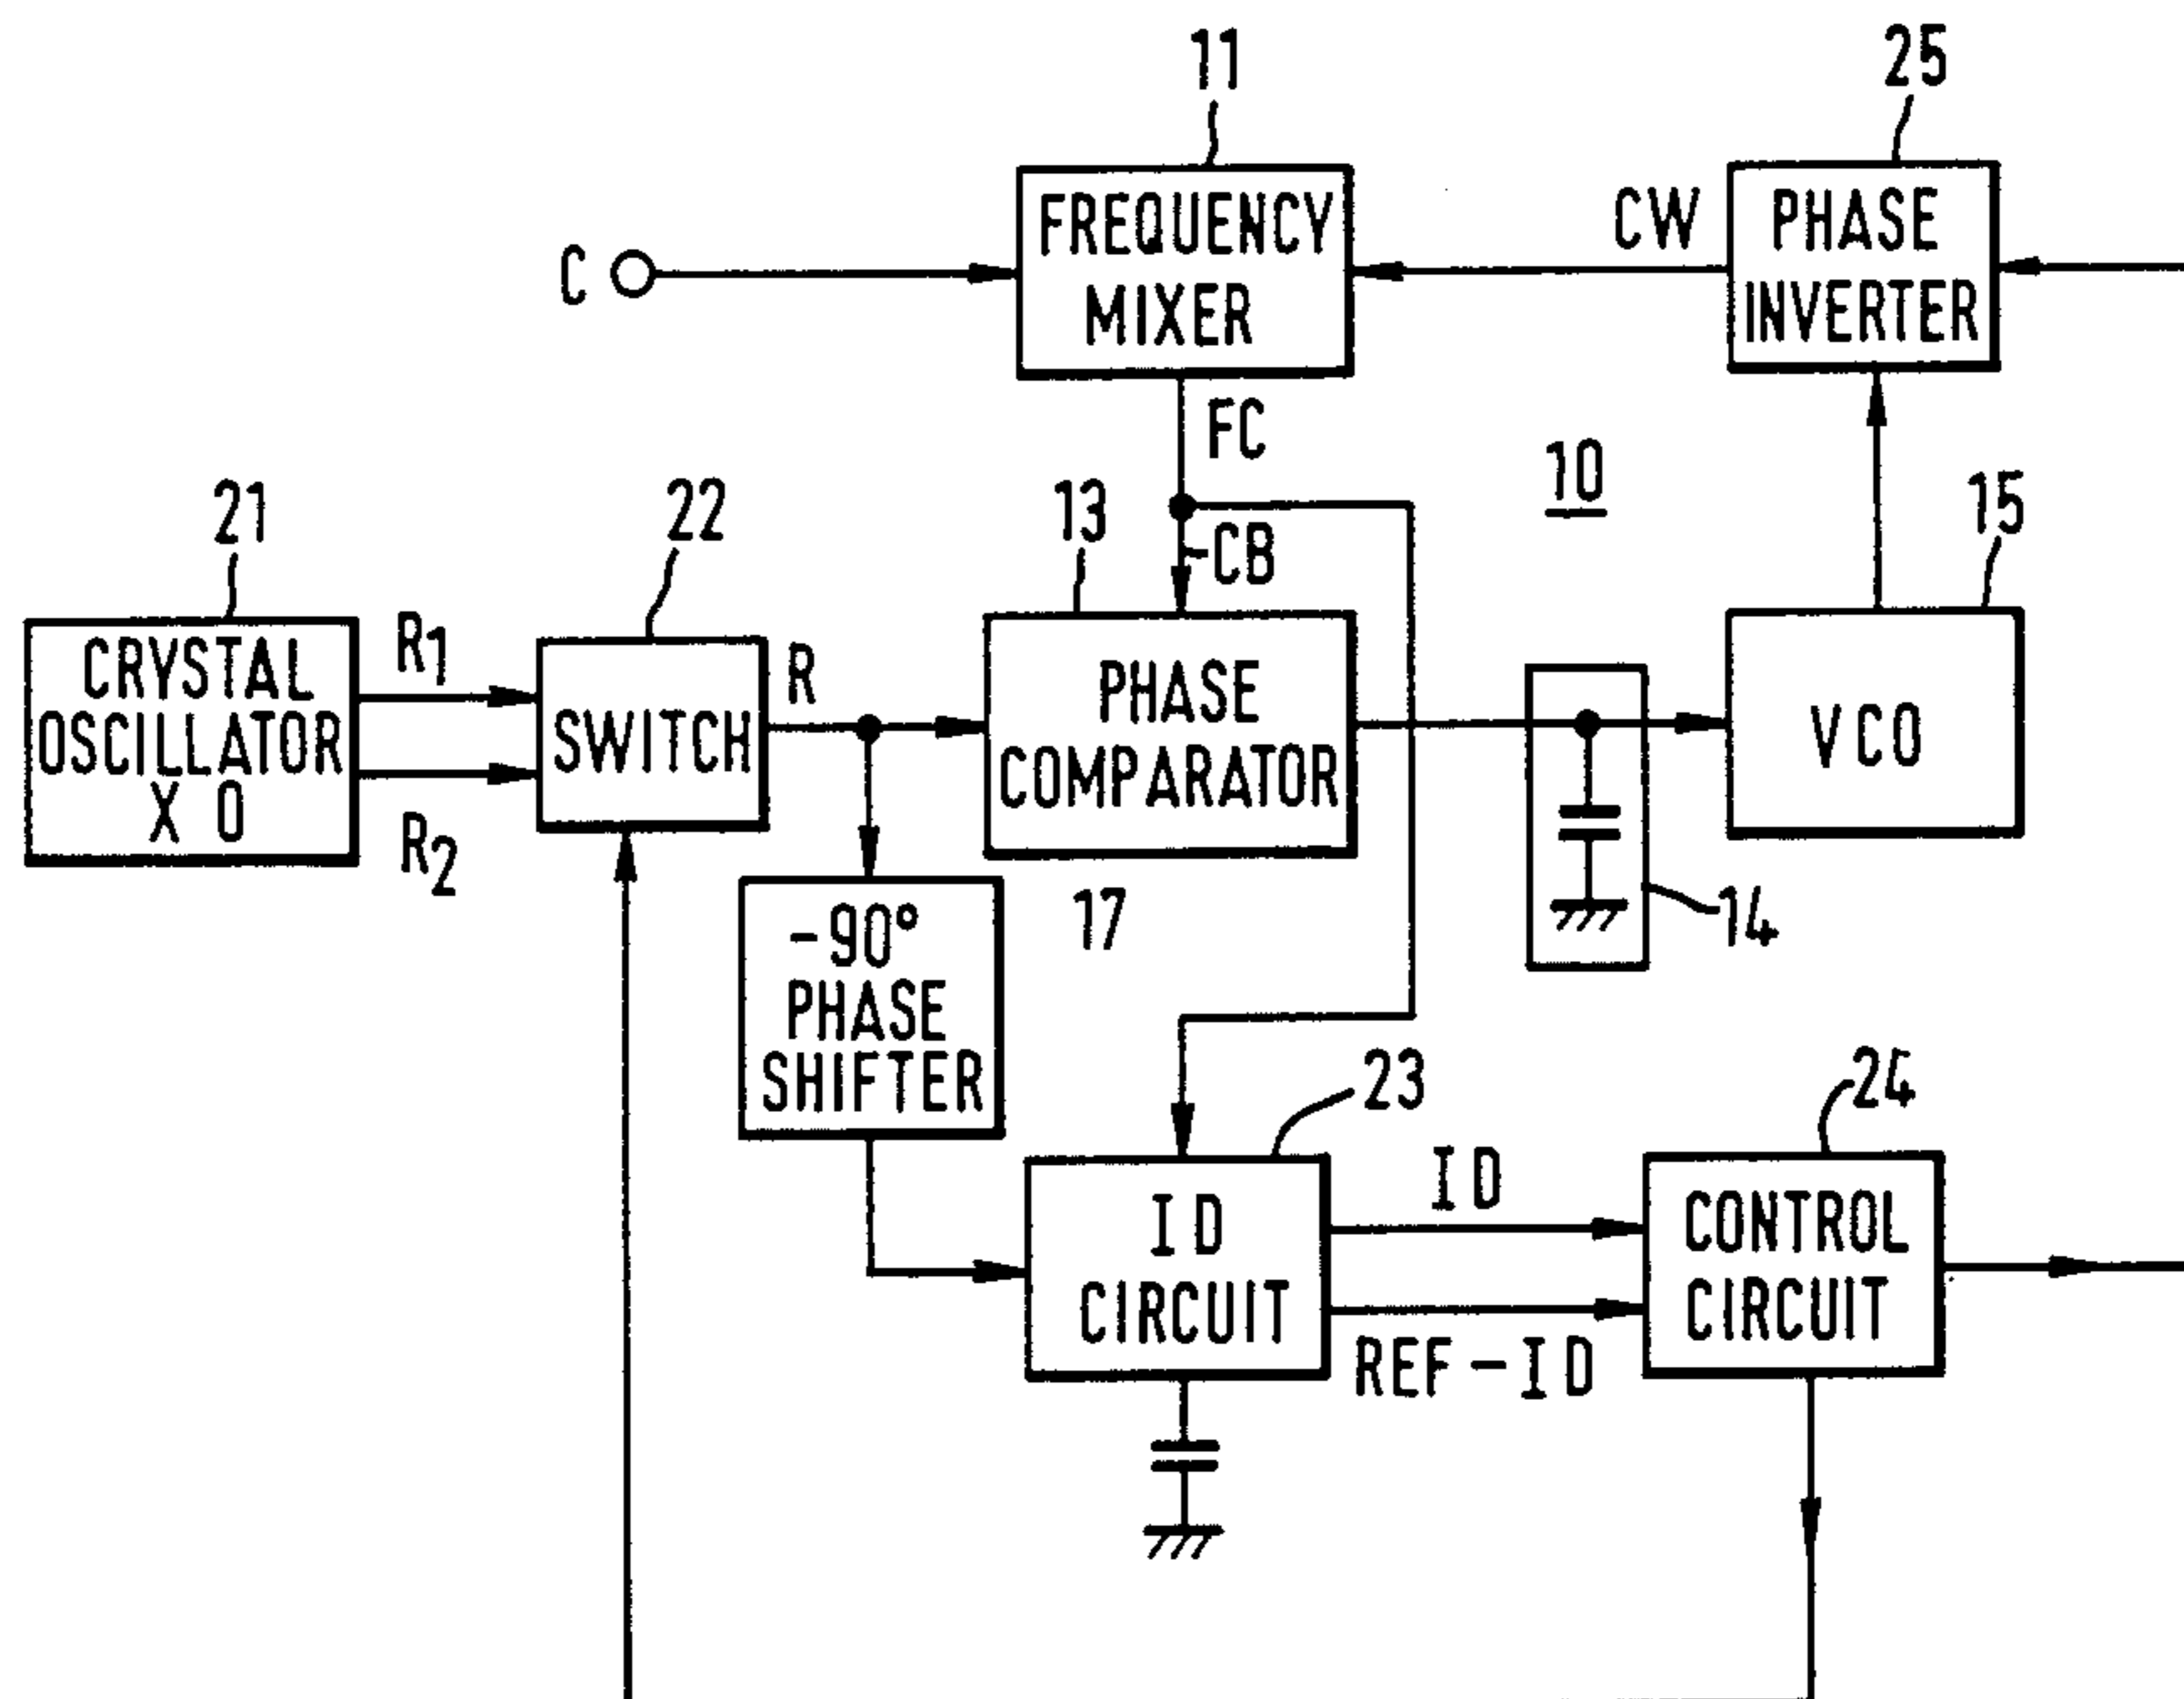 11
25
FREQUENCY
MIXER
C
CW
PHASE
INVERTER
FC
10
21
22
13
CB
15
CRYSTAL
OSCILLATOR
X O
R1
R2
SWITCH
R
PHASE
COMPARATOR
VCO
17
14
-90°
PHASE
SHIFTER
23
24
ID
CIRCUIT
ID
REF-ID
CONTROL
CIRCUIT